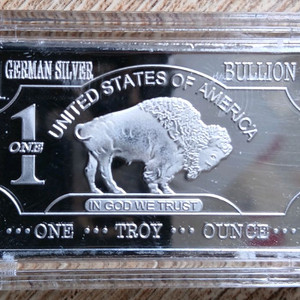 GERMAN SILVER BULLION
UNITED STATES OF AMERICA
1
ONE
IN GOD WE TRUST
... ONE ... TROY ... OUNCE ...